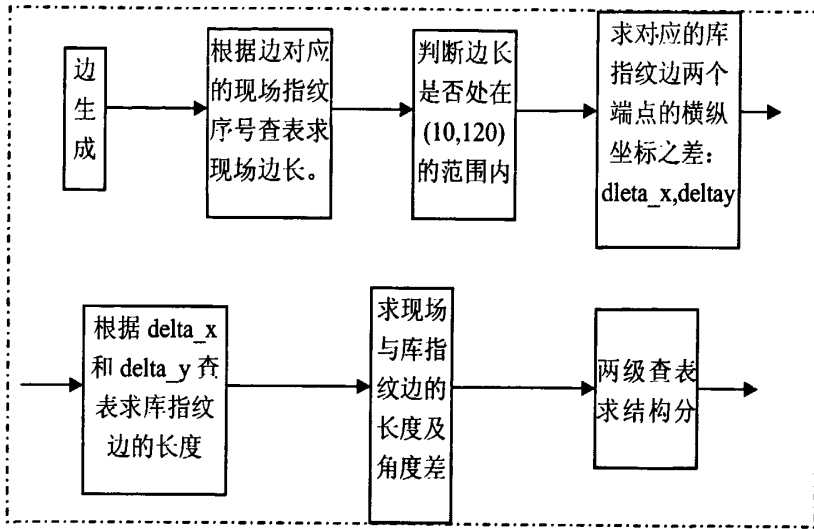 边
生
成
根据边对应
的现场指纹
序号查表求
现场边长。
判断边长
是否处在
(10,120)
的范围内
求对应的库
指纹边两个
端点的横纵
坐标之差：
dleta_x,deltay
根据 delta_x
和 delta_y 查
表求库指纹
边的长度
求现场
与库指
纹边的
长度及
角度差
两级查表
求结构分